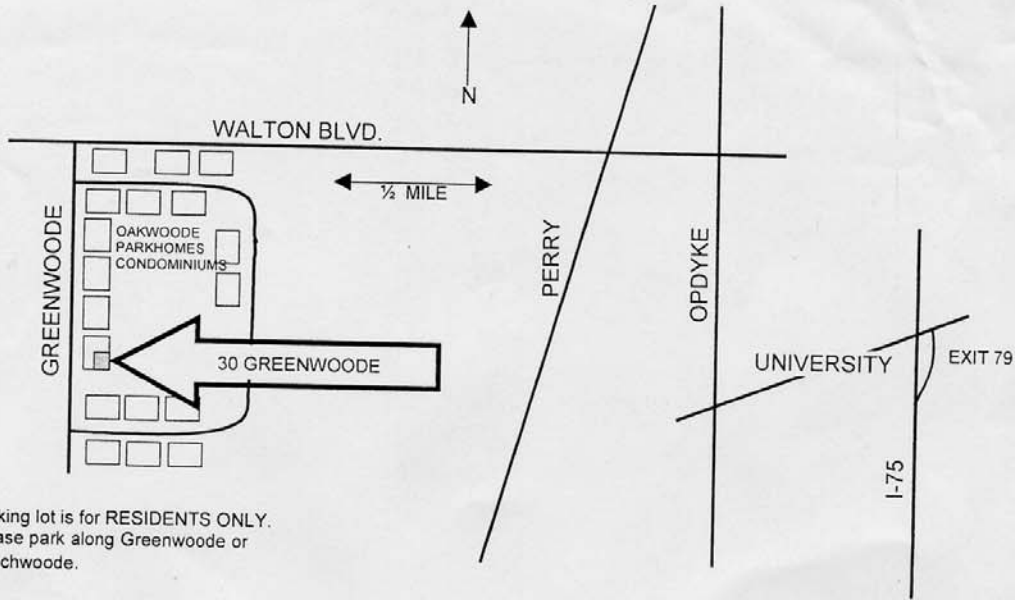 N
WALTON BLVD.
½ MILE
GREENWOODE
OAKWOODE
PARKHOMES
CONDOMINIUMS
PERRY
OPDYKE
30 GREENWOODE
UNIVERSITY
EXIT 79
I-75
king lot is for RESIDENTS ONLY.
ase park along Greenwoode or
chwoode.